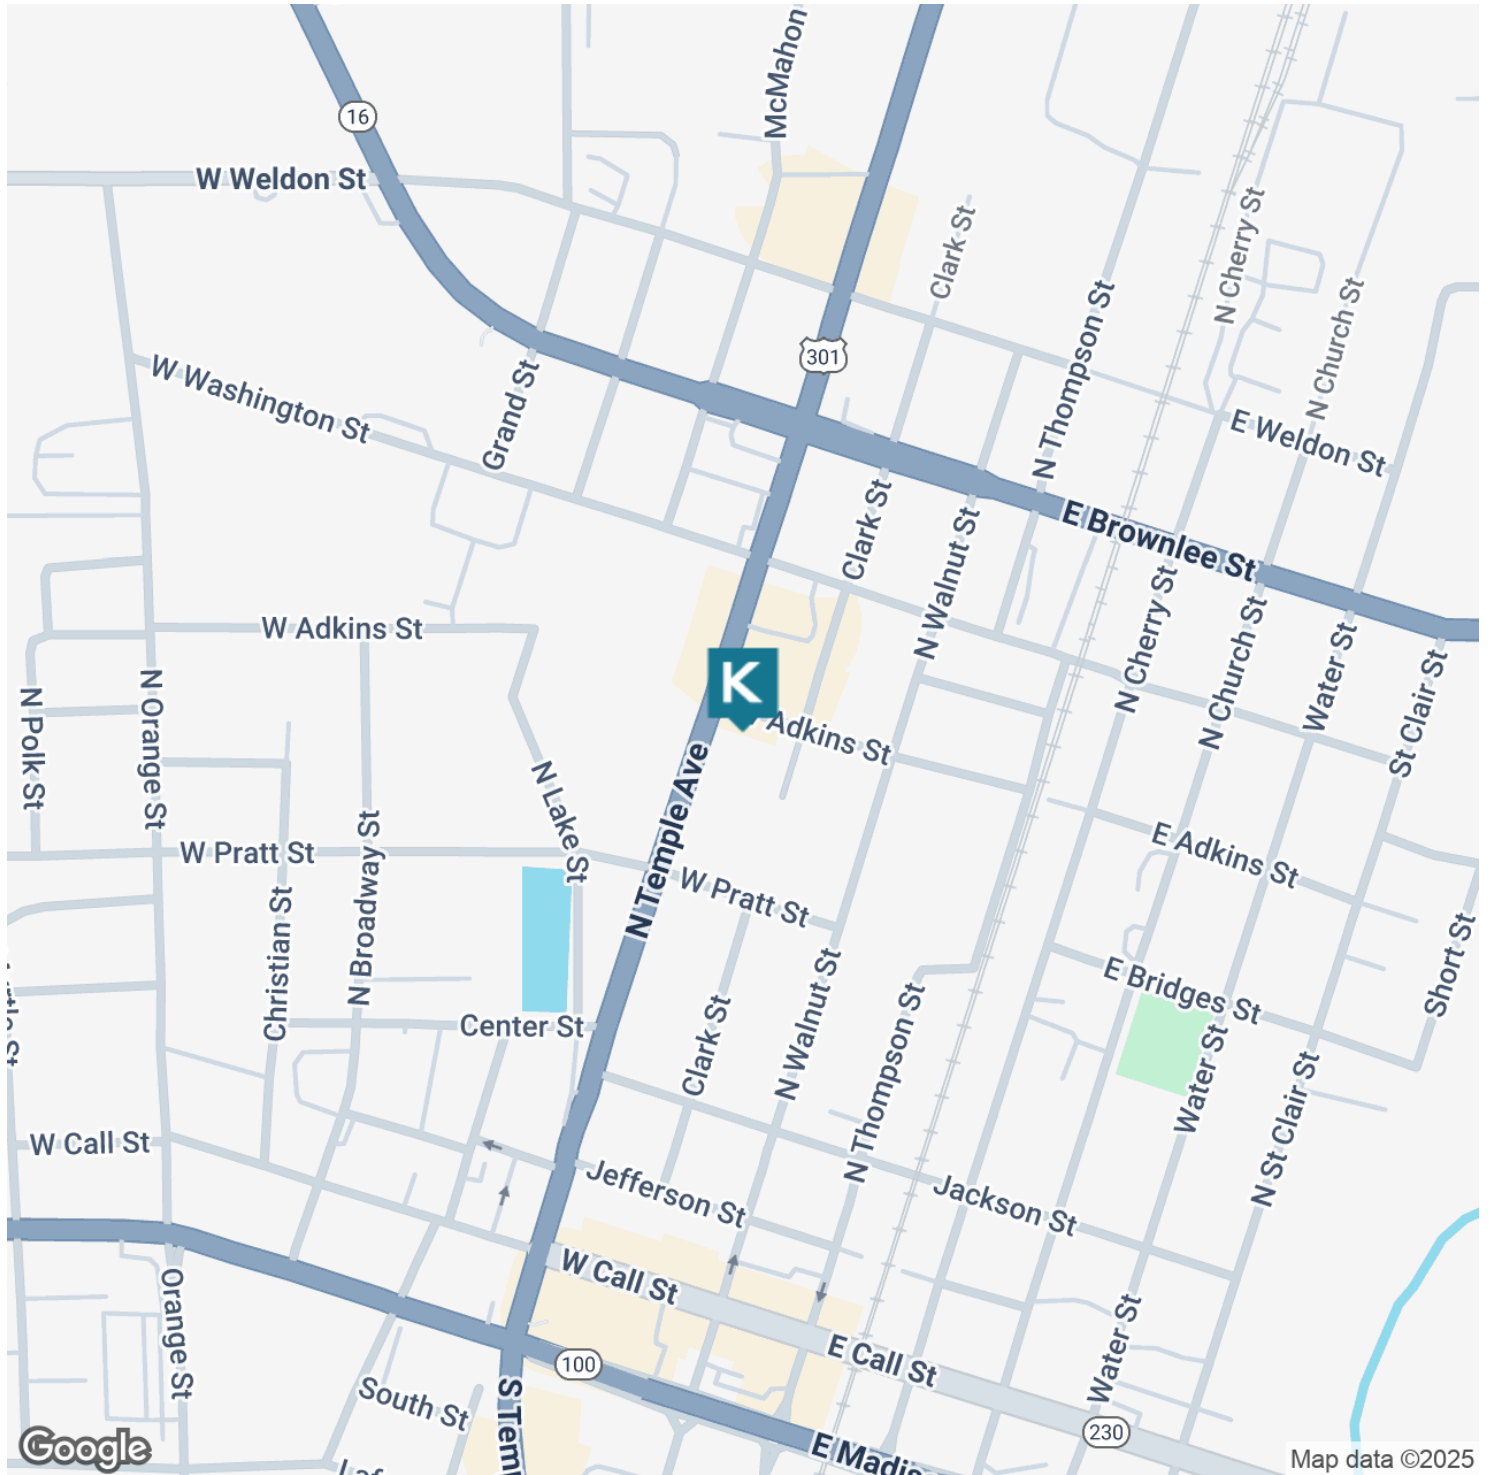 McMahon
16
W Weldon St
Clark St
N Cherry St
N Thompson St
N Church St
301
W Washington St
Grand St
E Weldon St
Clark St
N Walnut St
E Brownlee St
N Cherry St
N Church St
Water St
St Clair St
W Adkins St
N Polk St
N Orange St
K
Adkins St
N Lake St
N Temple Ave
W Pratt St
N Broadway St
E Adkins St
W Pratt St
Christian St
Short St
E Bridges St
Center St
Clark St
N Walnut St
N Thompson St
Water St
N St Clair St
W Call St
Jefferson St
Jackson St
W Call St
Orange St
E Call St
100
Water St
South St
S Tem
230
E Madis
Laf
Google
Map data ©2025